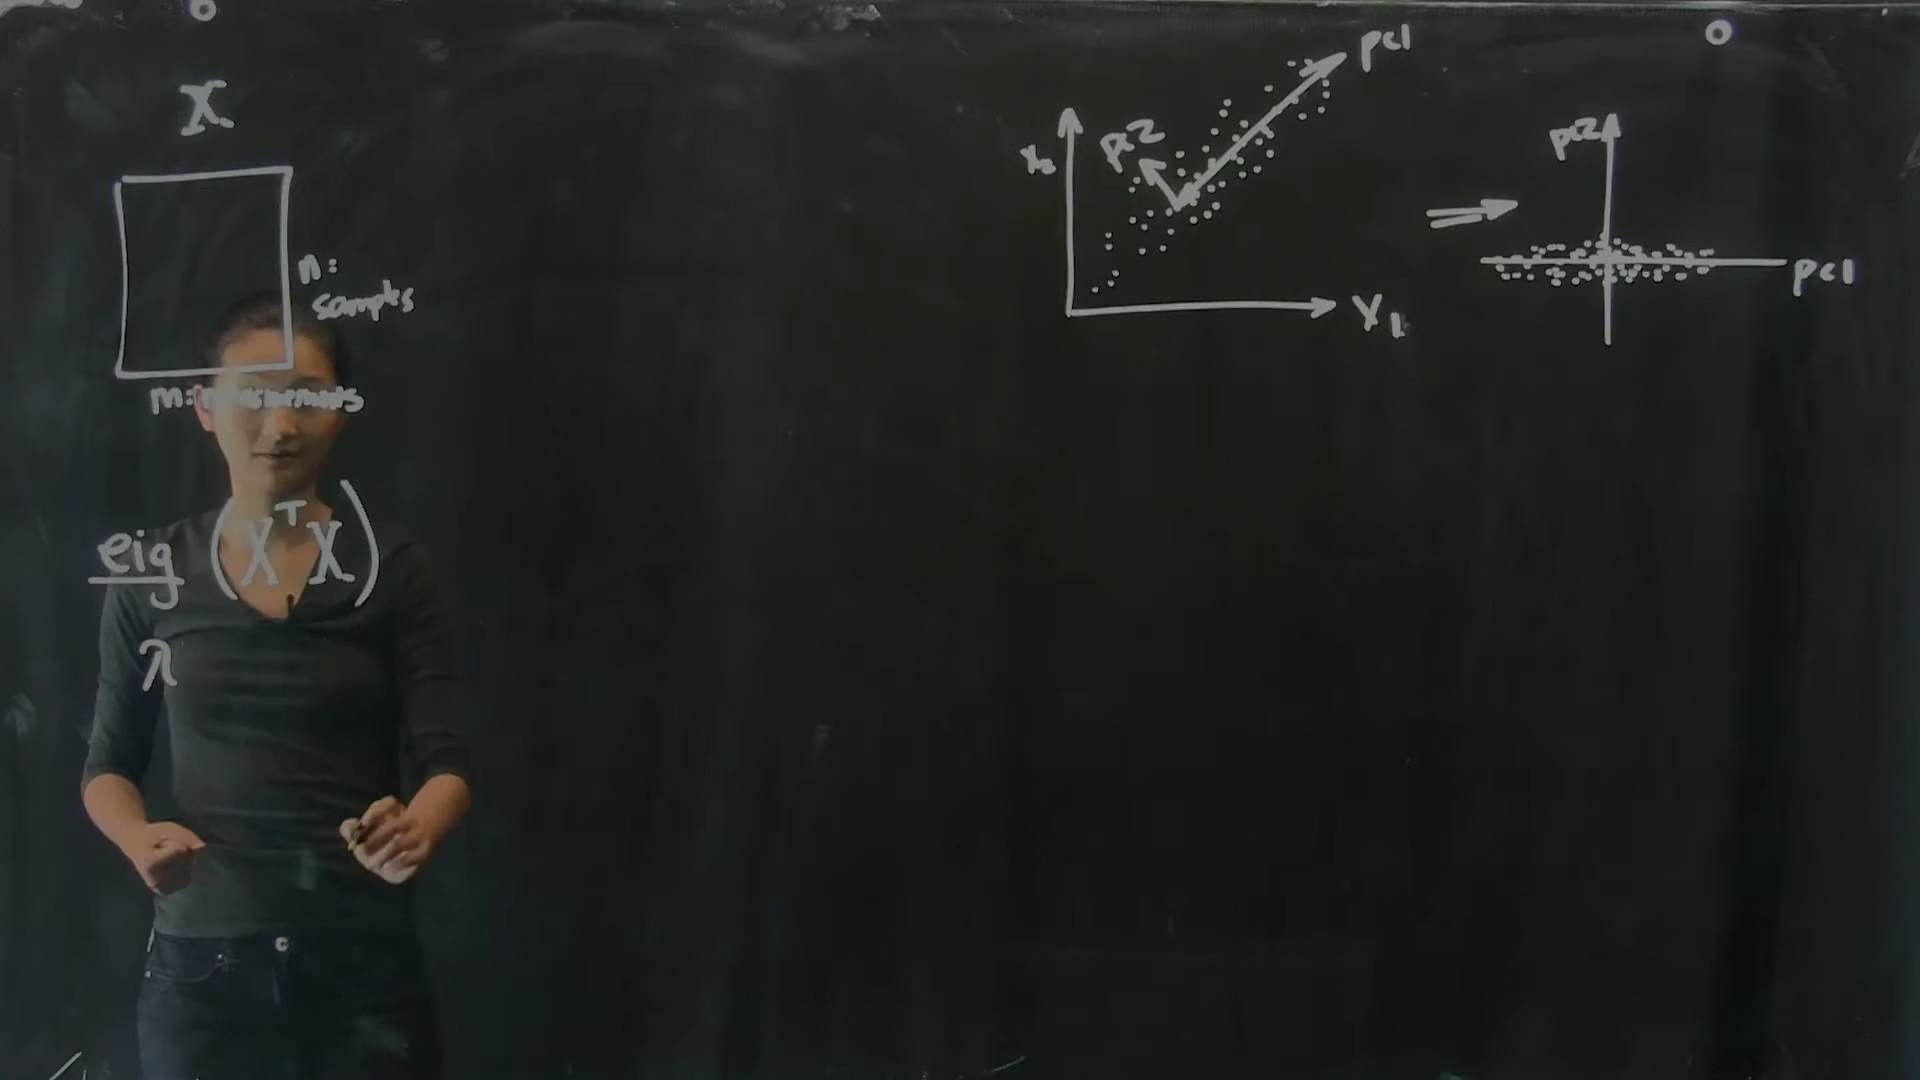 X
n:
samples
m: measurements
eig (XᵀX)
λ
x₂
pc2
pc1
x₁
pc2
pc1